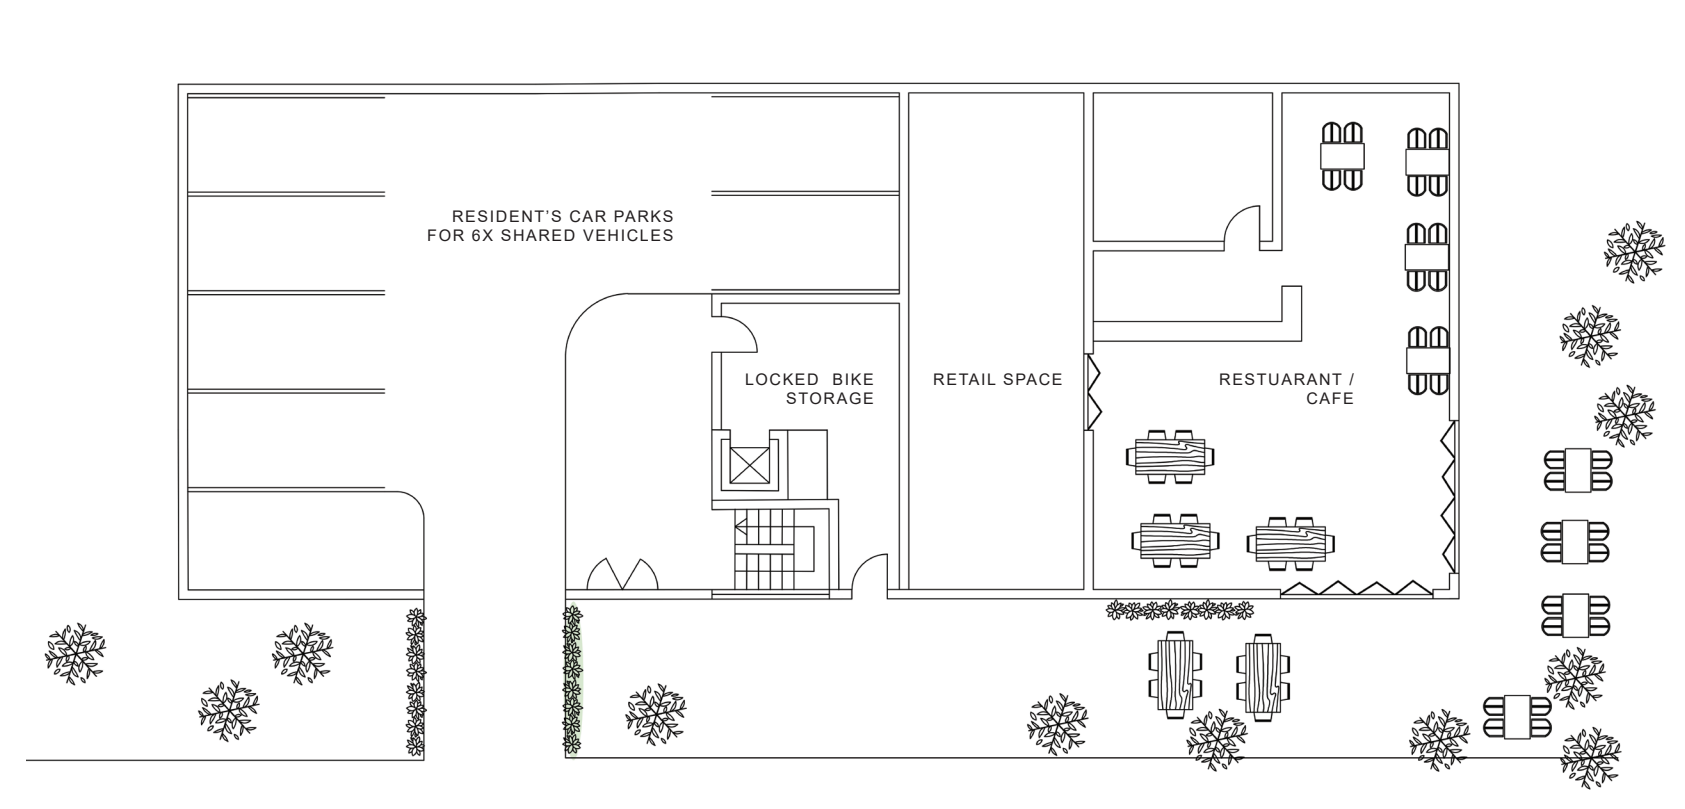 RESIDENT'S CAR PARKS
FOR 6X SHARED VEHICLES
LOCKED BIKE
STORAGE
RETAIL SPACE
RESTUARANT /
CAFE